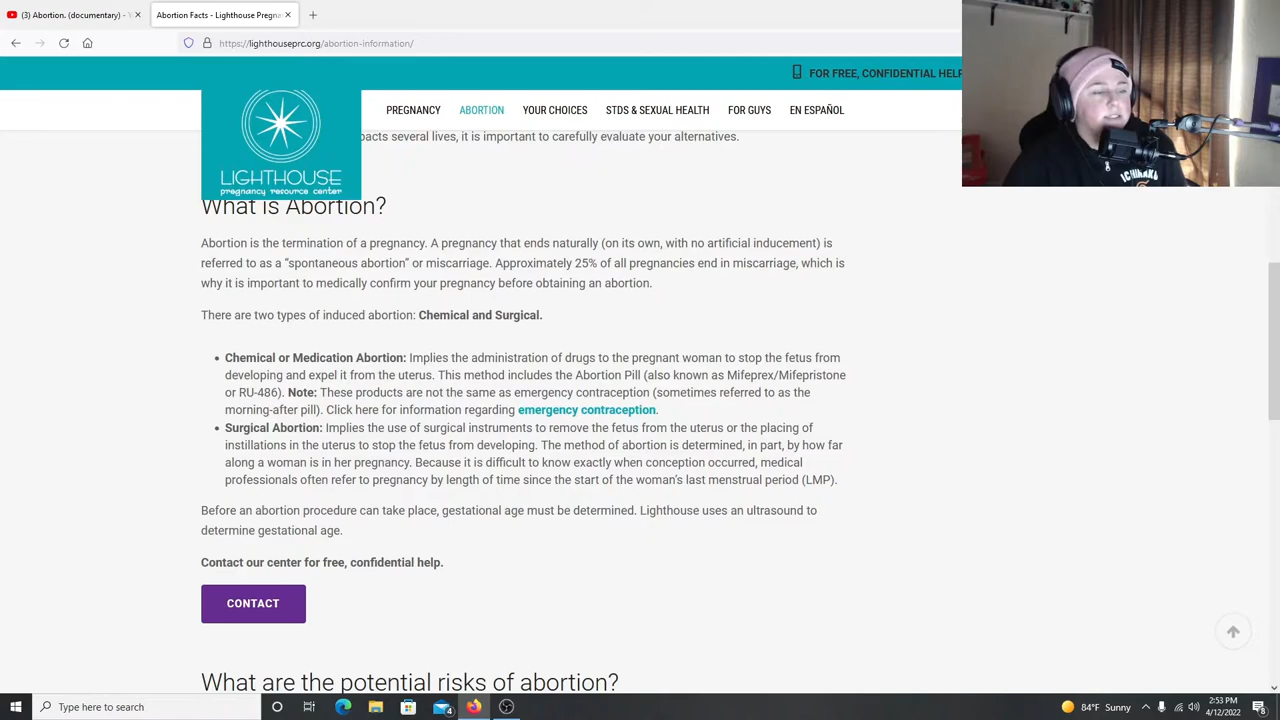 (3) Abortion. (documentary) -
Abortion Facts - Lighthouse Pregna
https://lighthouseprc.org/abortion-information/
FOR FREE, CONFIDENTIAL HELP
LIGHTHOUSE
pregnancy resource center
PREGNANCY ABORTION YOUR CHOICES STDS & SEXUAL HEALTH FOR GUYS EN ESPAÑOL
pacts several lives, it is important to carefully evaluate your alternatives.
What is Abortion?
Abortion is the termination of a pregnancy. A pregnancy that ends naturally (on its own, with no artificial inducement) is
referred to as a “spontaneous abortion” or miscarriage. Approximately 25% of all pregnancies end in miscarriage, which is
why it is important to medically confirm your pregnancy before obtaining an abortion.
There are two types of induced abortion: Chemical and Surgical.
Chemical or Medication Abortion: Implies the administration of drugs to the pregnant woman to stop the fetus from
developing and expel it from the uterus. This method includes the Abortion Pill (also known as Mifeprex/Mifepristone
or RU-486). Note: These products are not the same as emergency contraception (sometimes referred to as the
morning-after pill). Click here for information regarding emergency contraception.
Surgical Abortion: Implies the use of surgical instruments to remove the fetus from the uterus or the placing of
instillations in the uterus to stop the fetus from developing. The method of abortion is determined, in part, by how far
along a woman is in her pregnancy. Because it is difficult to know exactly when conception occurred, medical
professionals often refer to pregnancy by length of time since the start of the woman’s last menstrual period (LMP).
Before an abortion procedure can take place, gestational age must be determined. Lighthouse uses an ultrasound to
determine gestational age.
Contact our center for free, confidential help.
CONTACT
What are the potential risks of abortion?
Type here to search
4
84°F Sunny
2:53 PM
4/12/2022
8